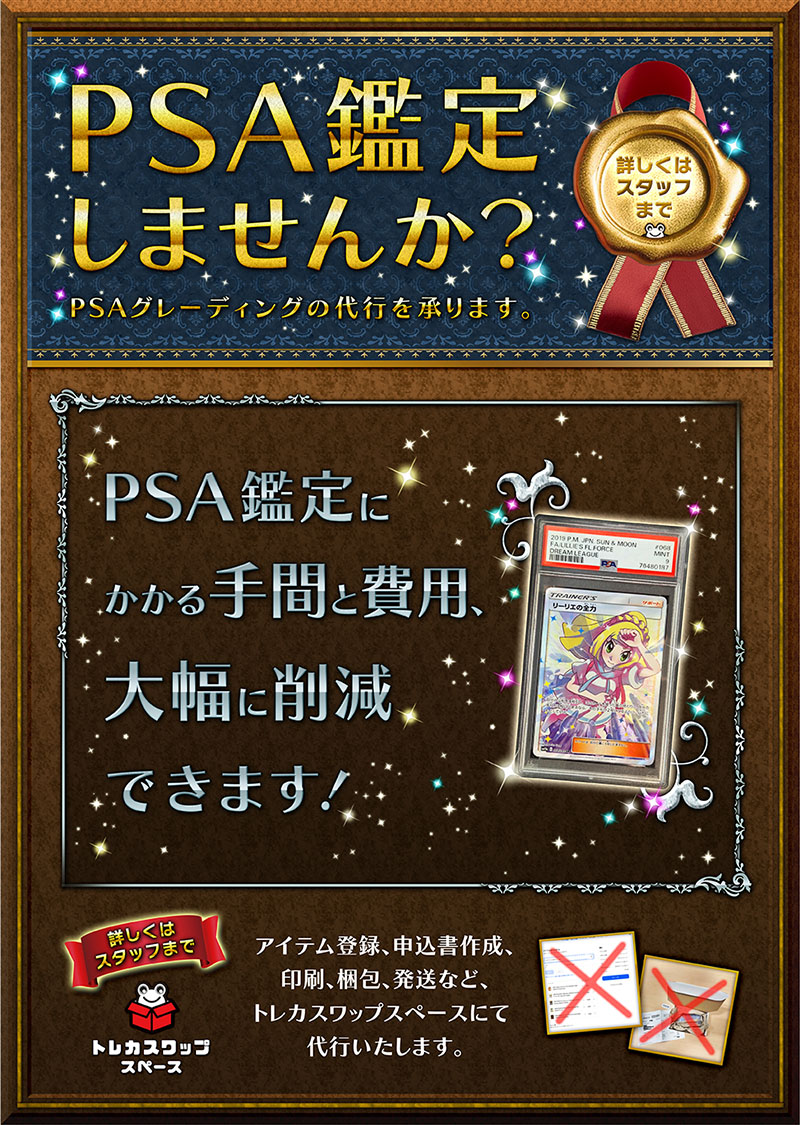 PSA鑑定
しませんか?
PSAグレーディングの代行を承ります。
詳しくは
スタッフ
まで
PSA鑑定に
かかる手間と費用、
大幅に削減
できます!
2019 P.M. JPN. SUN & MOON #068
FA/LILLIE'S FL FORCE MINT
DREAM LEAGUE 9
PSA 78480187
TRAINER'S サポート
リーリエの全力
詳しくは
スタッフまで
トレカスワップ
スペース
アイテム登録、申込書作成、
印刷、梱包、発送など、
トレカスワップスペースにて
代行いたします。